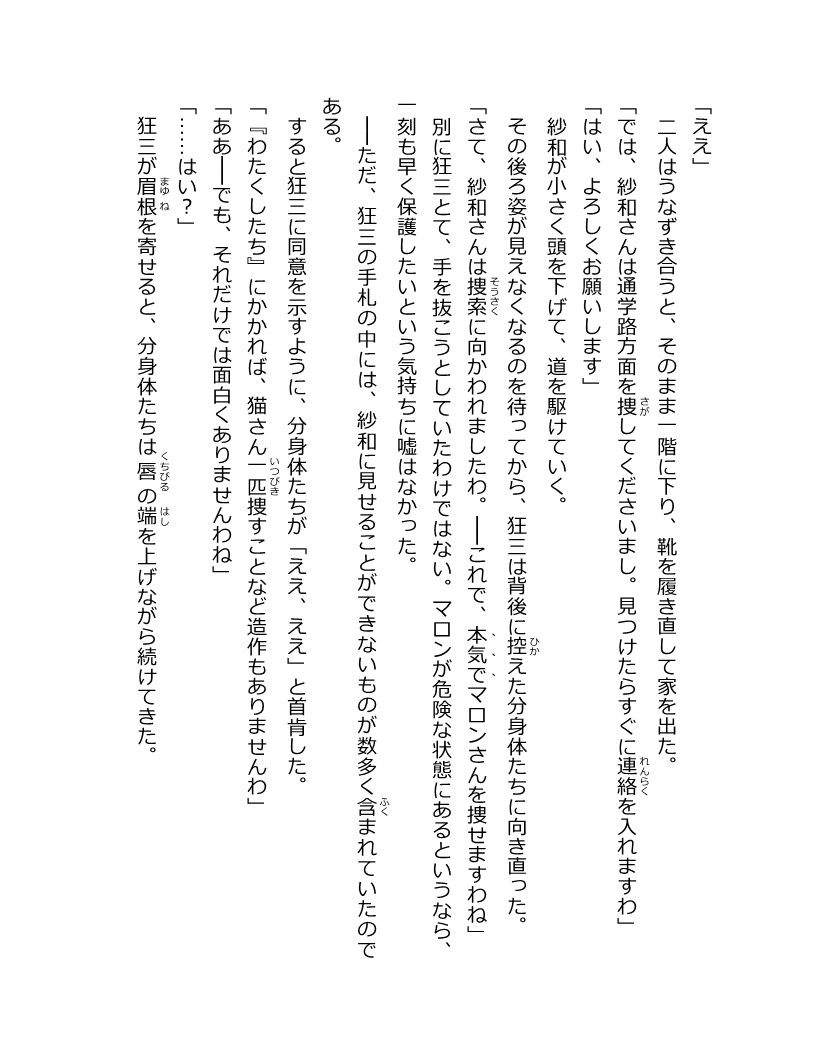 「ええ」
　二人はうなずき合うと、そのまま一階に下り、靴を履き直して家を出た。
「では、紗和さんは通学路方面を捜してくださいまし。見つけたらすぐに連絡を入れますわ」
「はい、よろしくお願いします」
　紗和が小さく頭を下げて、道を駆けていく。
　その後ろ姿が見えなくなるのを待ってから、狂三は背後に控えた分身体たちに向き直った。
「さて、紗和さんは捜索に向かわれましたわ。――これで、本気でマロンさんを捜せますわね」
　別に狂三とて、手を抜こうとしていたわけではない。マロンが危険な状態にあるというなら、
一刻も早く保護したいという気持ちに嘘はなかった。
　――ただ、狂三の手札の中には、紗和に見せることができないものが数多く含まれていたので
ある。
　すると狂三に同意を示すように、分身体たちが「ええ、ええ」と首肯した。
「『わたくしたち』にかかれば、猫さん一匹捜すことなど造作もありませんわ」
「ああ――でも、それだけでは面白くありませんわね」
「……はい？」
　狂三が眉根を寄せると、分身体たちは唇の端を上げながら続けてきた。